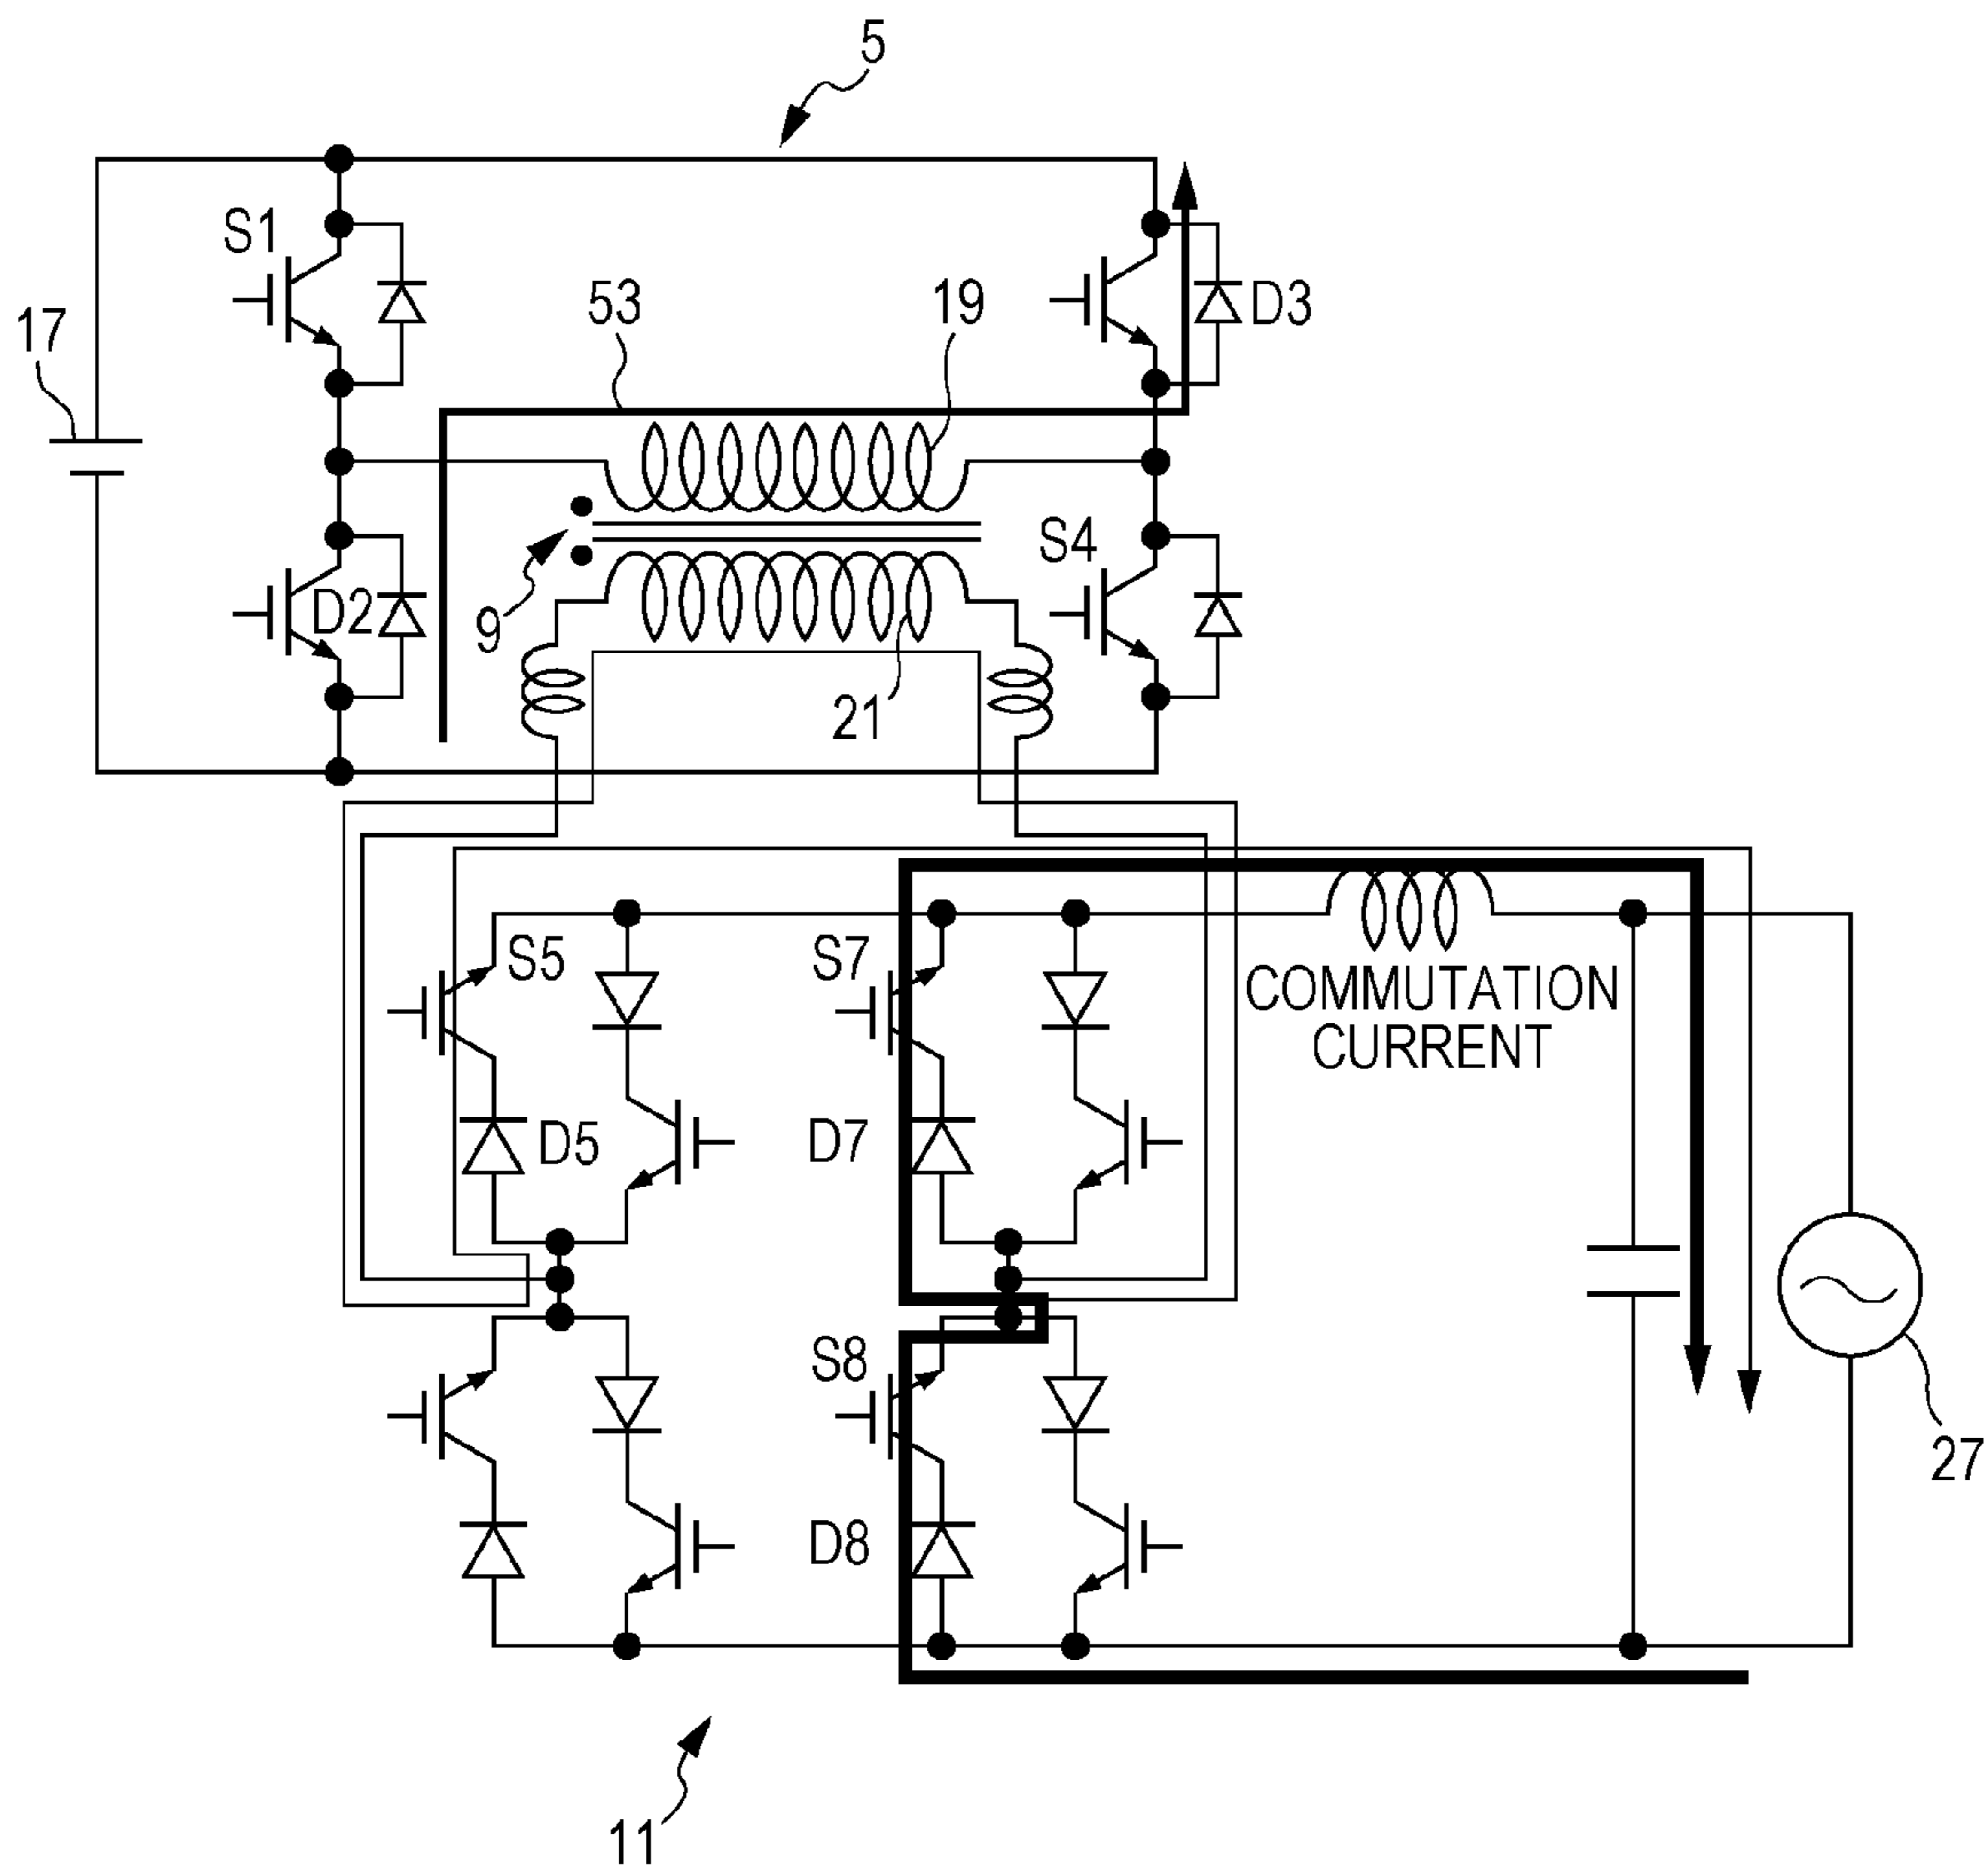 5
S1
17
53
19
D3
S4
D2
9
21
S5
S7
COMMUTATION
CURRENT
D5
D7
S8
27
D8
11